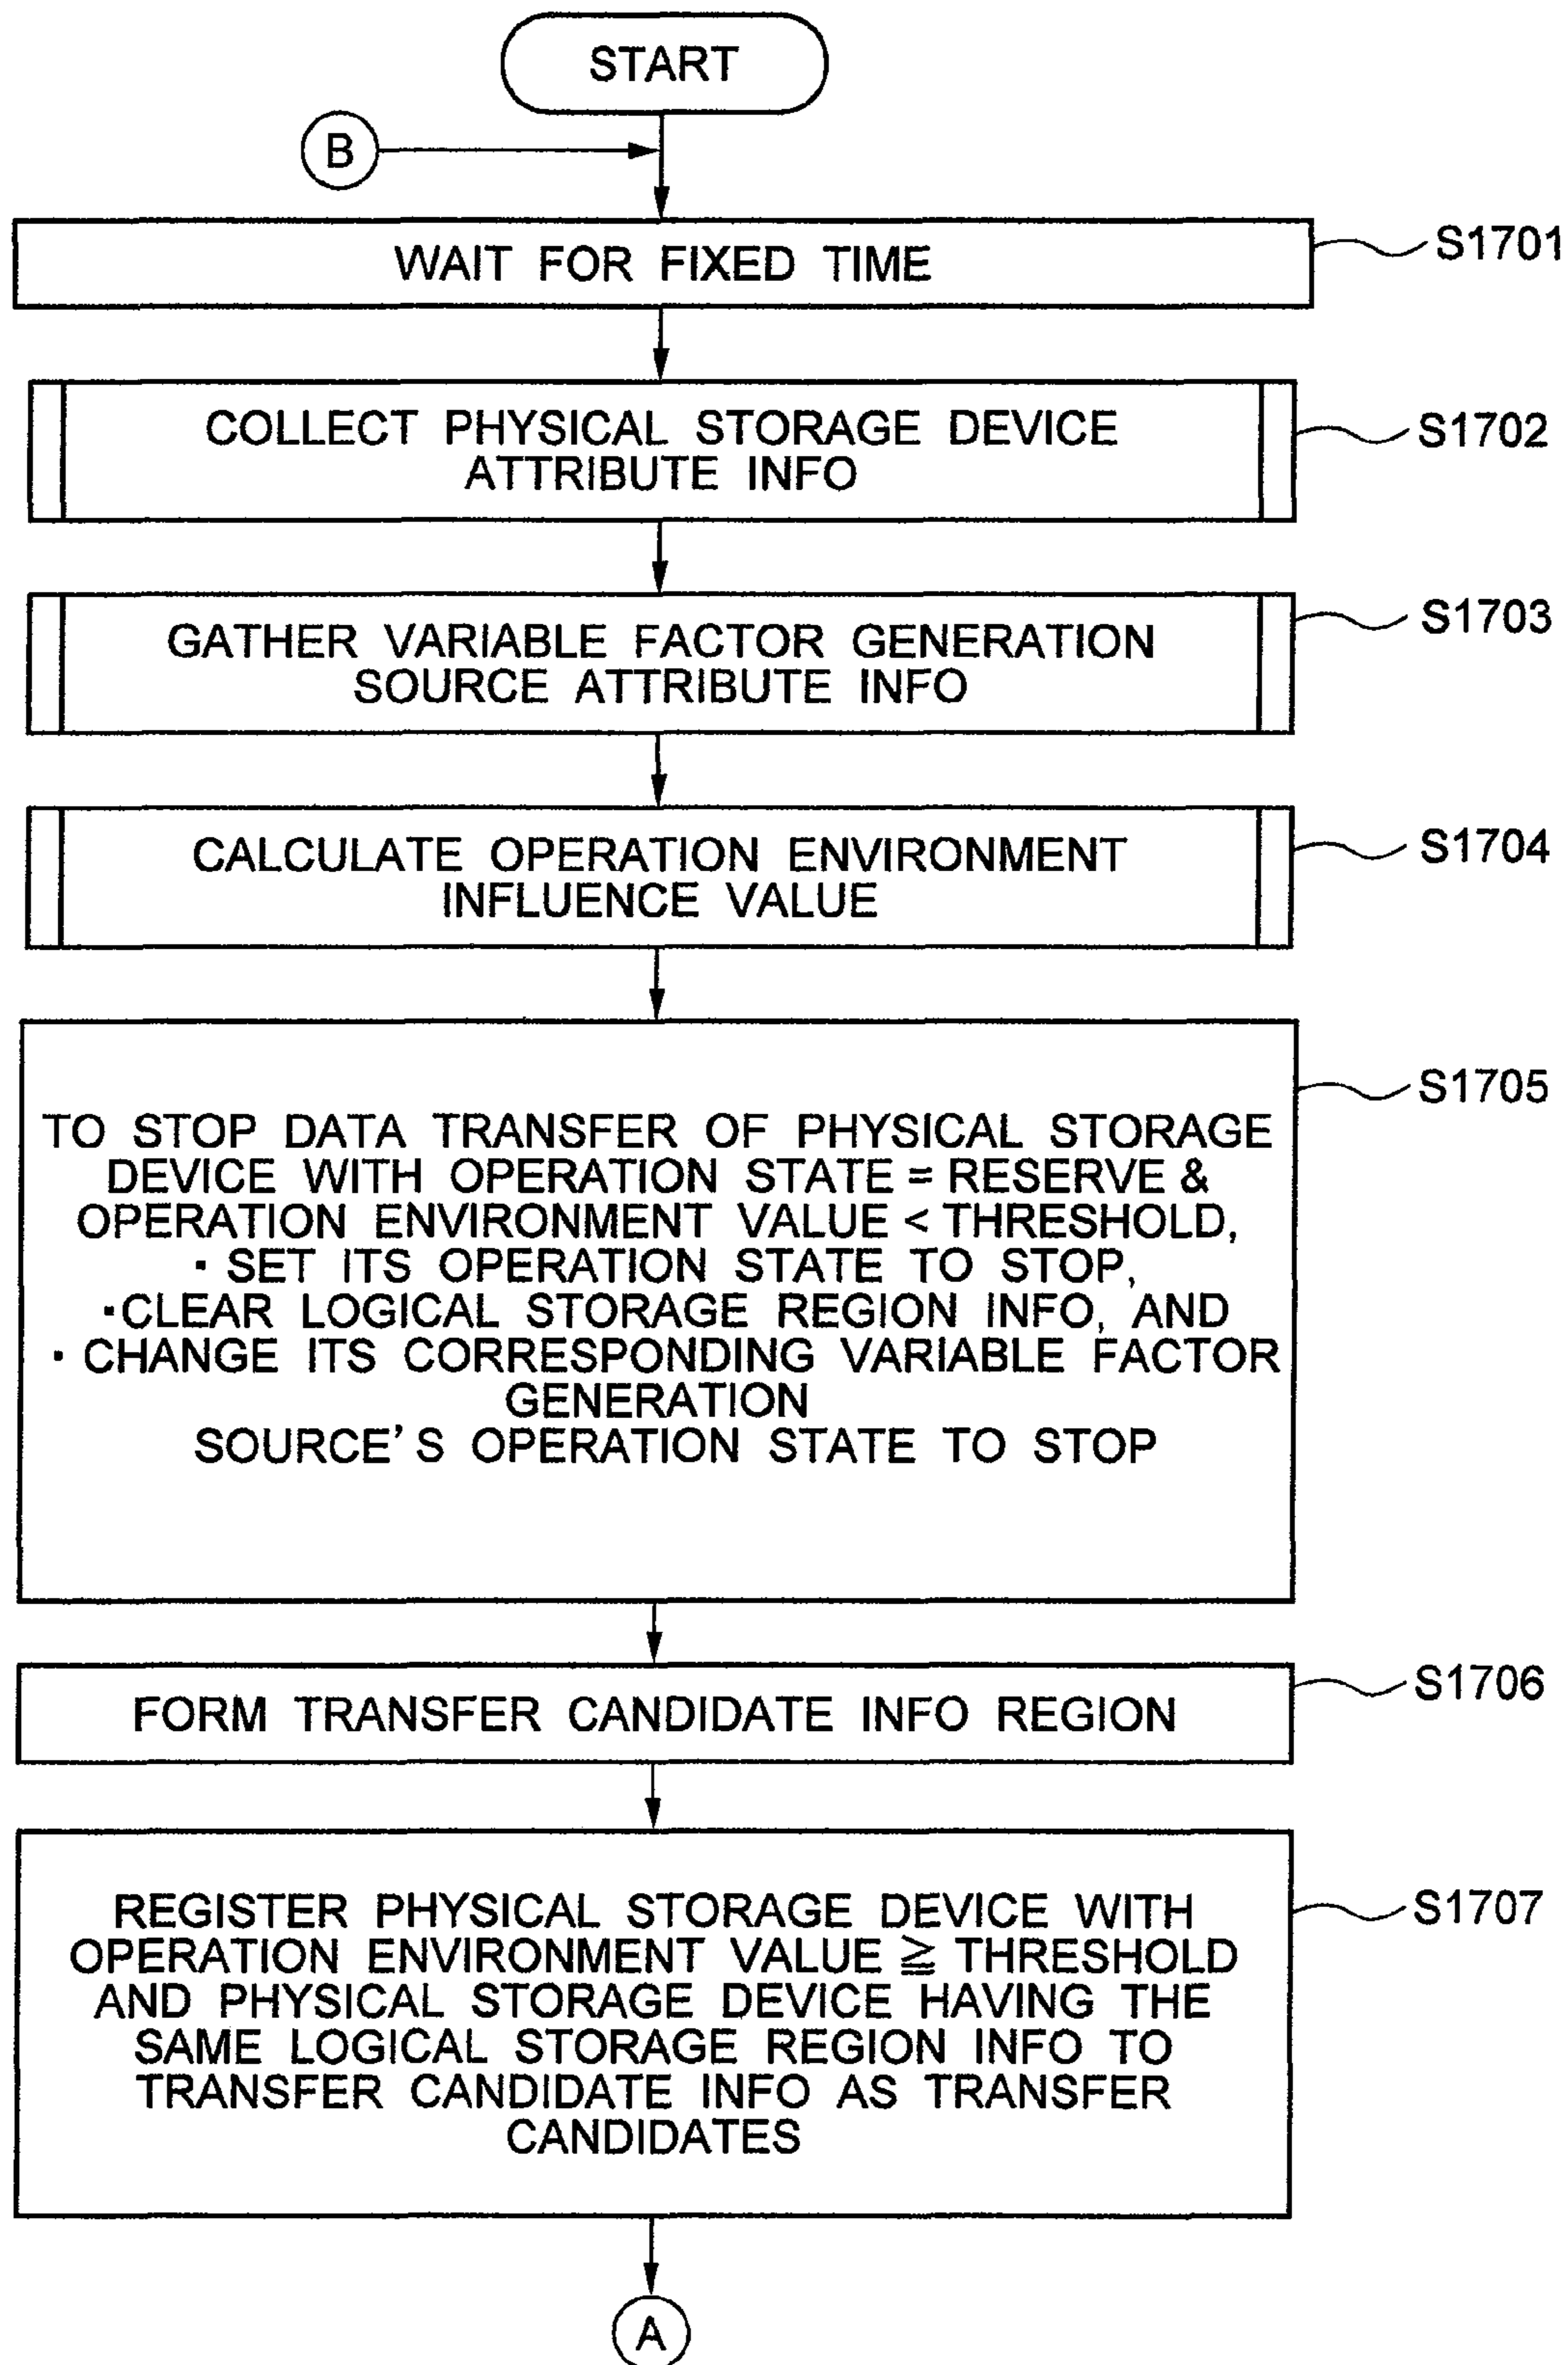 START
B
WAIT FOR FIXED TIME
S1701
COLLECT PHYSICAL STORAGE DEVICE
ATTRIBUTE INFO
S1702
GATHER VARIABLE FACTOR GENERATION
SOURCE ATTRIBUTE INFO
S1703
CALCULATE OPERATION ENVIRONMENT
INFLUENCE VALUE
S1704
TO STOP DATA TRANSFER OF PHYSICAL STORAGE
DEVICE WITH OPERATION STATE = RESERVE &
OPERATION ENVIRONMENT VALUE < THRESHOLD,
・SET ITS OPERATION STATE TO STOP,
・CLEAR LOGICAL STORAGE REGION INFO, AND
・CHANGE ITS CORRESPONDING VARIABLE FACTOR
GENERATION
SOURCE'S OPERATION STATE TO STOP
S1705
FORM TRANSFER CANDIDATE INFO REGION
S1706
REGISTER PHYSICAL STORAGE DEVICE WITH
OPERATION ENVIRONMENT VALUE ≧ THRESHOLD
AND PHYSICAL STORAGE DEVICE HAVING THE
SAME LOGICAL STORAGE REGION INFO TO
TRANSFER CANDIDATE INFO AS TRANSFER
CANDIDATES
S1707
A